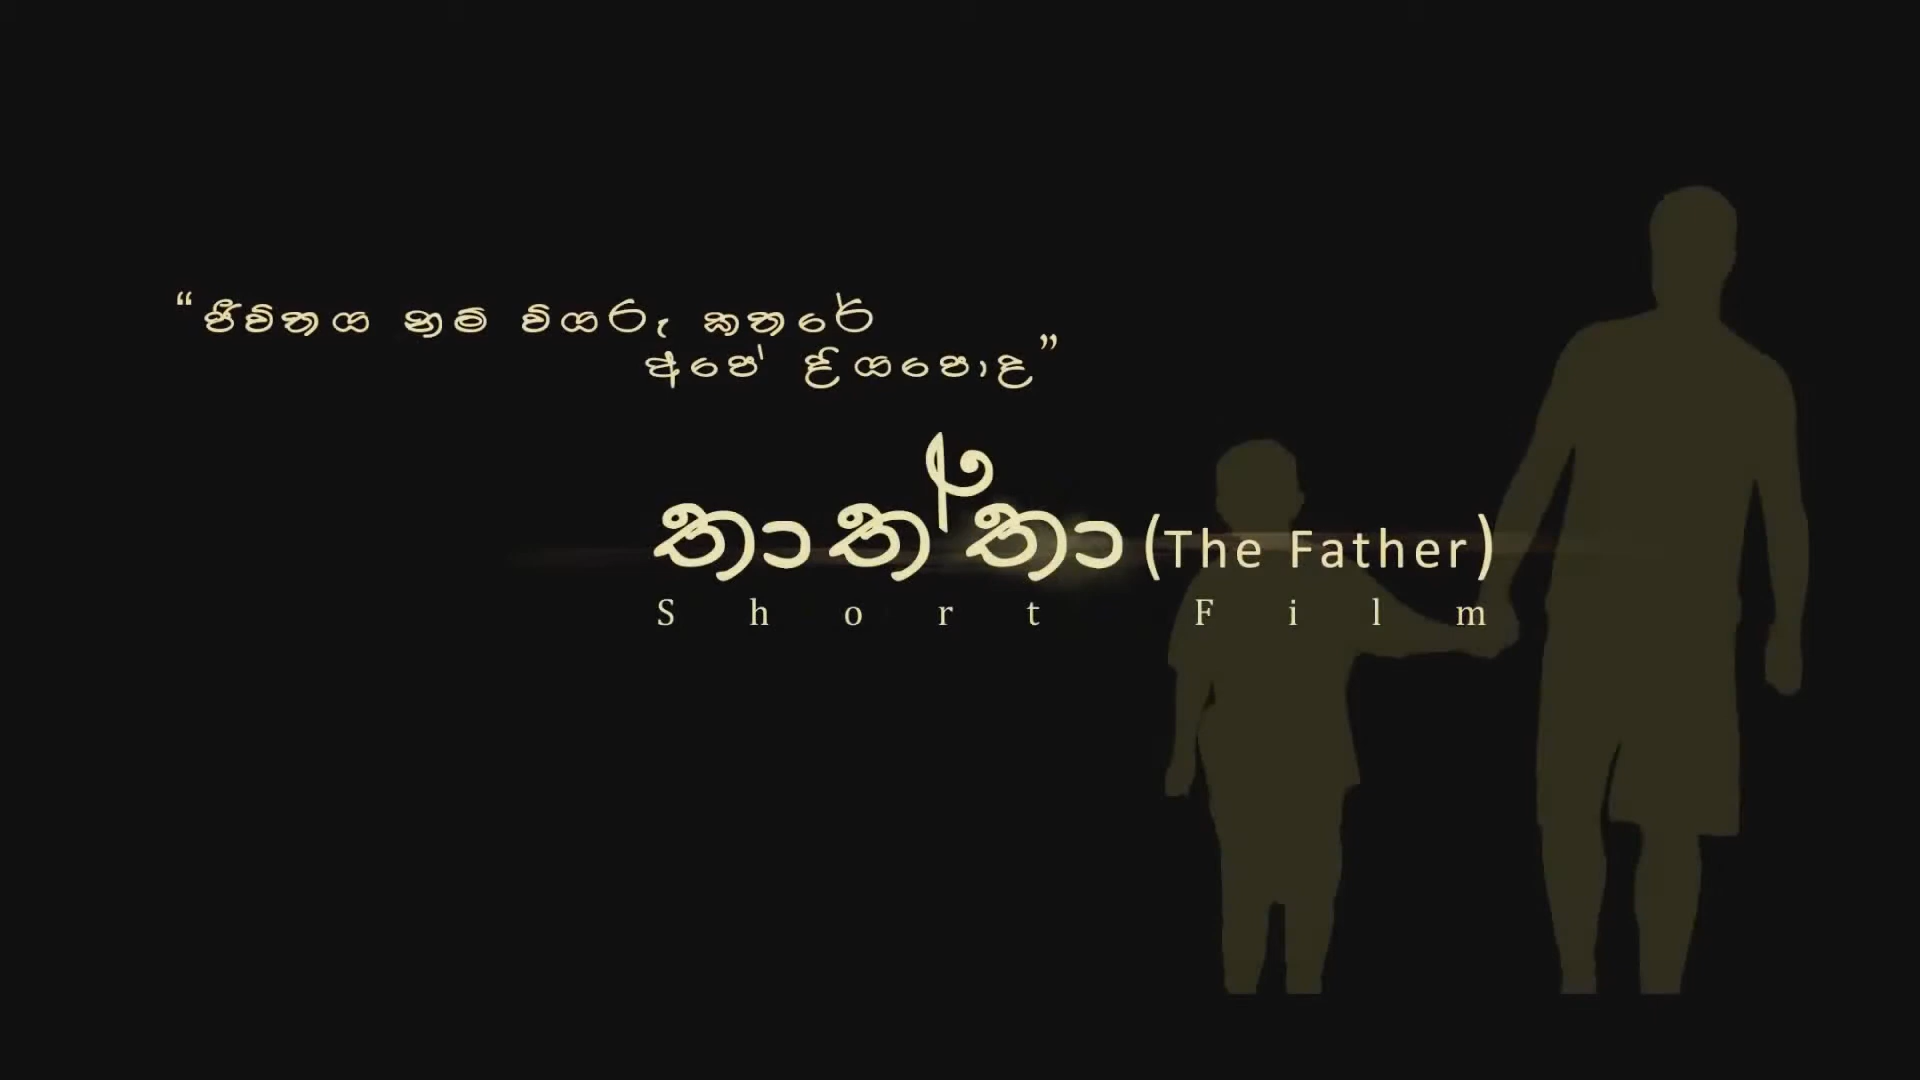 “ජීවිතය නම් වියරු කතරේ
අපේ දියපොද”
තාත්තා (The Father)
Short Film